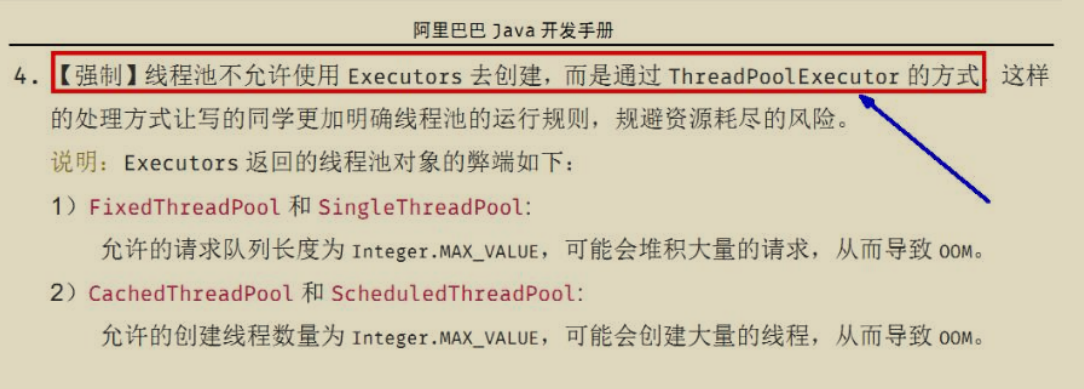 阿里巴巴 Java 开发手册
4. 【强制】线程池不允许使用 Executors 去创建，而是通过 ThreadPoolExecutor 的方式，这样
的处理方式让写的同学更加明确线程池的运行规则，规避资源耗尽的风险。
说明：Executors 返回的线程池对象的弊端如下：
1）FixedThreadPool 和 SingleThreadPool:
允许的请求队列长度为 Integer.MAX_VALUE，可能会堆积大量的请求，从而导致 OOM。
2）CachedThreadPool 和 ScheduledThreadPool:
允许的创建线程数量为 Integer.MAX_VALUE，可能会创建大量的线程，从而导致 OOM。